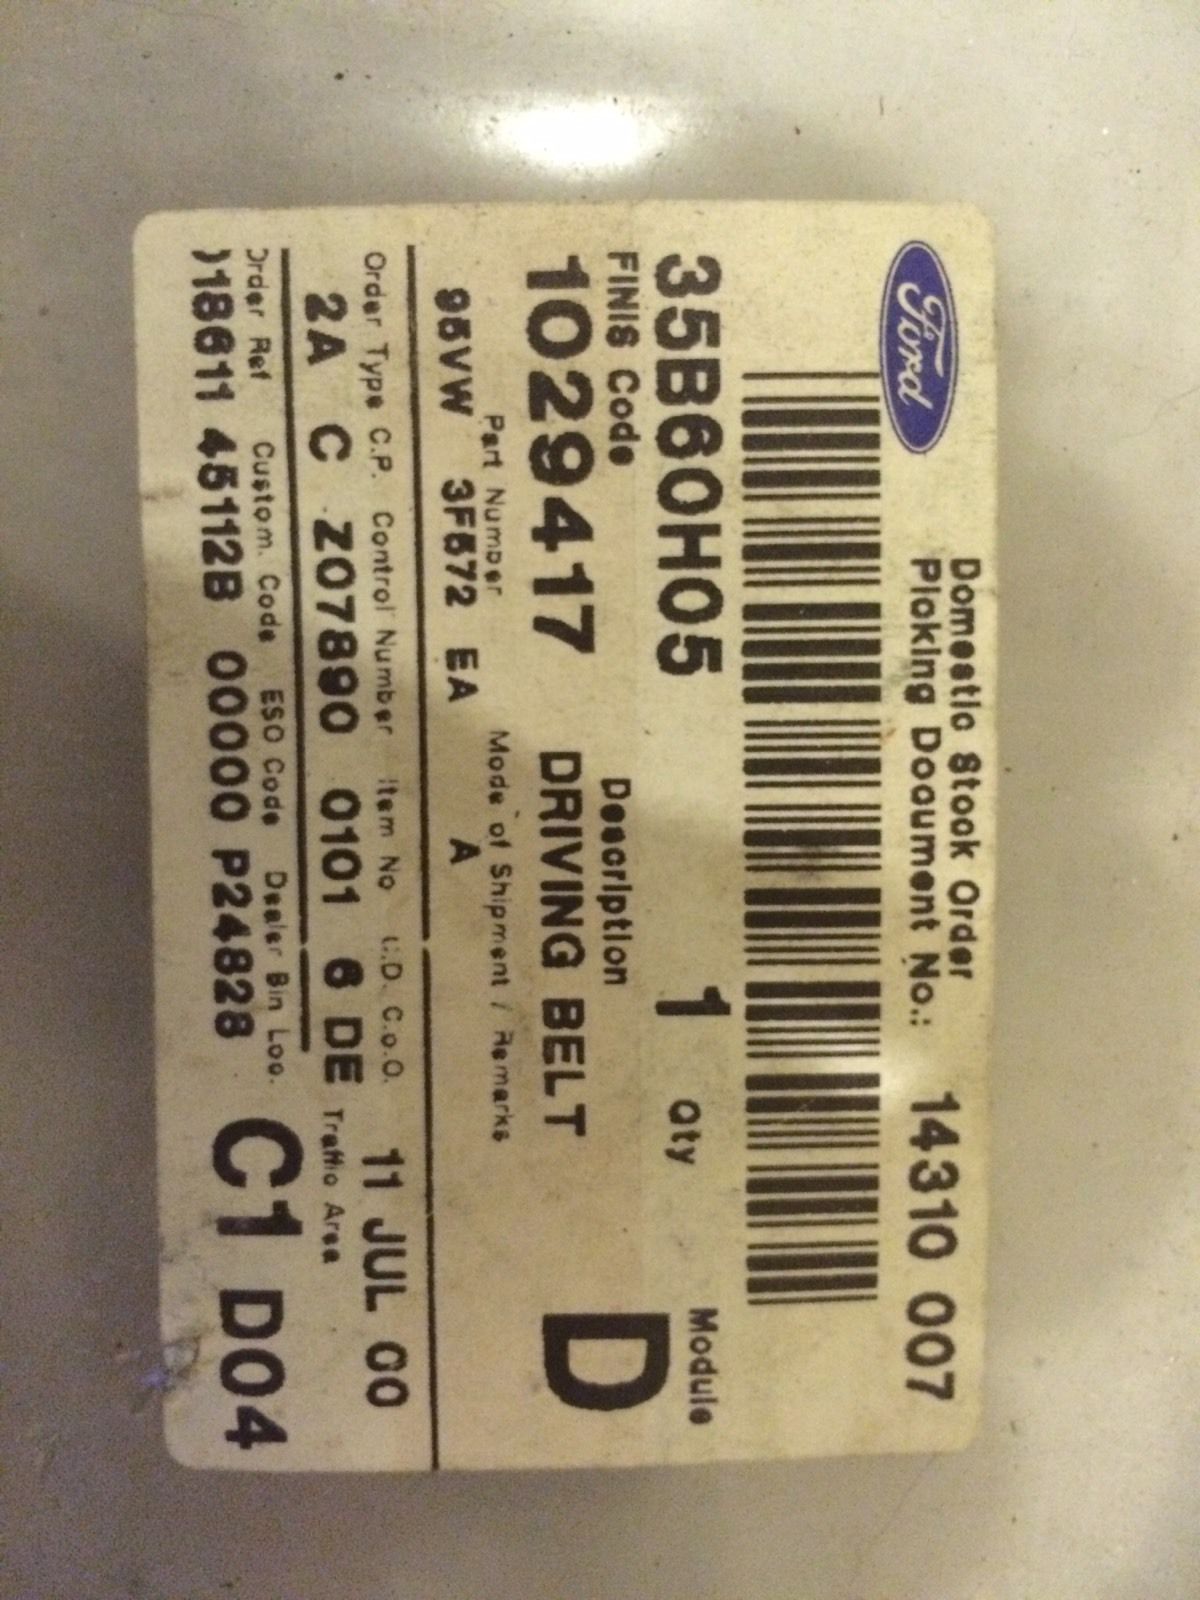 Ford
Domestic Stock Order
Picking Document No.: 14310 007
35B60H05 1 Qty Module
FINIS Code Description
1029417 DRIVING BELT D
Part Number Mode of Shipment / Remarks
95VW 3F672 EA A
Order Type C.P. Control Number Item No C.O.O. 11 JUL 00
2A C Z07890 0101 6 DE Traffic Area
Order Ref Custom. Code ESO Code Dealer Bin Loc.
18611 45112B 00000 P24828 C1 D04